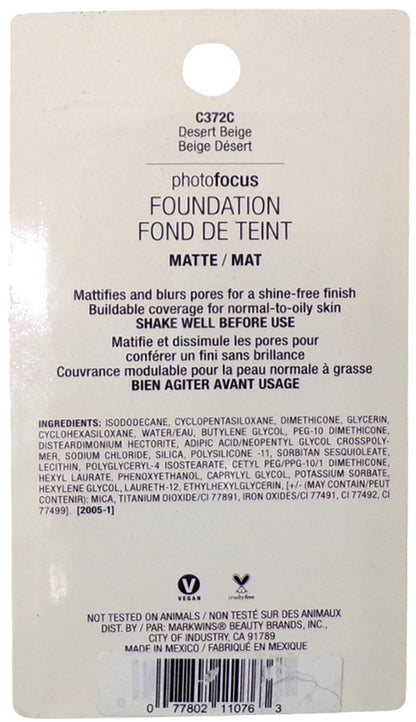 C372C
Desert Beige
Beige Désert
photofocus
FOUNDATION
FOND DE TEINT
MATTE / MAT
Mattifies and blurs pores for a shine-free finish
Buildable coverage for normal-to-oily skin
SHAKE WELL BEFORE USE
Matifie et dissimule les pores pour
conférer un fini sans brillance
Couvrance modulable pour la peau normale à grasse
BIEN AGITER AVANT USAGE
INGREDIENTS: ISODODECANE, CYCLOPENTASILOXANE, DIMETHICONE, GLYCERIN,
CYCLOHEXASILOXANE, WATER/EAU, BUTYLENE GLYCOL, PEG-10 DIMETHICONE,
DISTEARDIMONIUM HECTORITE, ADIPIC ACID/NEOPENTYL GLYCOL CROSSPOLY-
MER, SODIUM CHLORIDE, SILICA, POLYSILICONE -11, SORBITAN SESQUIOLEATE,
LECITHIN, POLYGLYCERYL-4 ISOSTEARATE, CETYL PEG/PPG-10/1 DIMETHICONE,
HEXYL LAURATE, PHENOXYETHANOL, CAPRYLYL GLYCOL, POTASSIUM SORBATE,
HEXYLENE GLYCOL, LAURETH-12, ETHYLHEXYLGLYCERIN, [+/- (MAY CONTAIN/PEUT
CONTENIR): MICA, TITANIUM DIOXIDE/CI 77891, IRON OXIDES/CI 77491, CI 77492, CI
77499]. [2005-1]
V
VEGAN
crueltyfree
NOT TESTED ON ANIMALS / NON TESTÉ SUR DES ANIMAUX
DIST. BY / PAR: MARKWINS® BEAUTY BRANDS, INC.,
CITY OF INDUSTRY, CA 91789
MADE IN MEXICO / FABRIQUÉ EN MEXIQUE
0 77802 11076 3